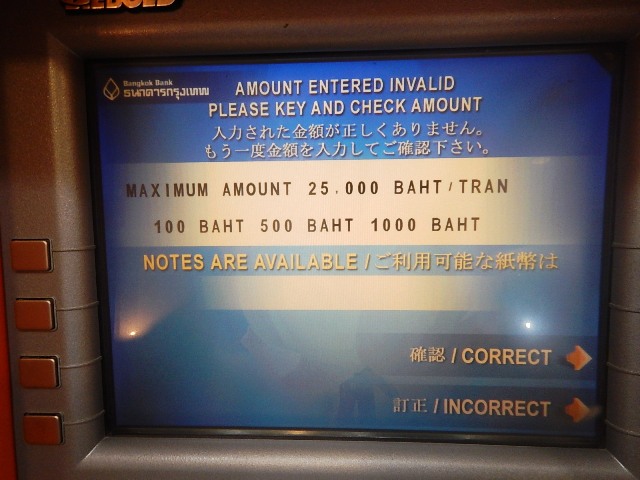 DIEBOLD
Bangkok Bank
ธนาคารกรุงเทพ
AMOUNT ENTERED INVALID
PLEASE KEY AND CHECK AMOUNT
入力された金額が正しくありません。
もう一度金額を入力してご確認下さい。
MAXIMUM AMOUNT 25,000 BAHT/TRAN
100 BAHT 500 BAHT 1000 BAHT
NOTES ARE AVAILABLE / ご利用可能な紙幣は
確認 / CORRECT
訂正 / INCORRECT